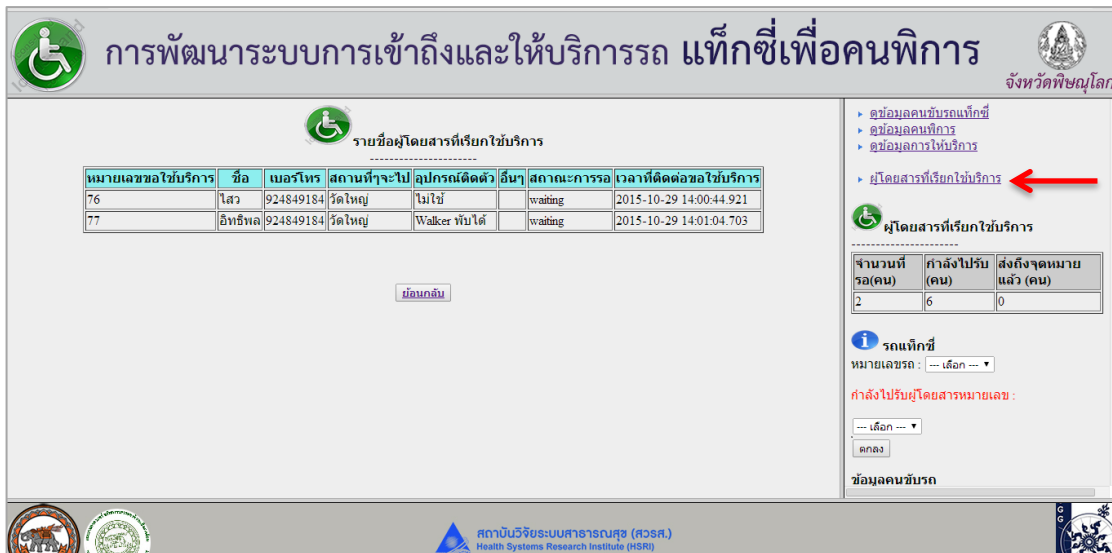 การพัฒนาระบบการเข้าถึงและให้บริการรถ แท็กซี่เพื่อคนพิการ
จังหวัดพิษณุโลก
รายชื่อผู้โดยสารที่เรียกใช้บริการ
----------------------
หมายเลขขอใช้บริการ ชื่อ เบอร์โทร สถานที่ๆจะไป อุปกรณ์ติดตัว อื่นๆ สถาณะการรอ เวลาที่ติดต่อขอใช้บริการ
76 ไสว 924849184 วัดใหญ่ ไม่ใช้ waiting 2015-10-29 14:00:44.921
77 อิทธิพล 924849184 วัดใหญ่ Walker พับได้ waiting 2015-10-29 14:01:04.703
ย้อนกลับ
ดูข้อมูลคนขับรถแท็กซี่
ดูข้อมูลคนพิการ
ดูข้อมูลการให้บริการ
ผู้โดยสารที่เรียกใช้บริการ
ผู้โดยสารที่เรียกใช้บริการ
----------------------
จำนวนที่รอ(คน) กำลังไปรับ (คน) ส่งถึงจุดหมายแล้ว (คน)
2 6 0
รถแท็กซี่
หมายเลขรถ : --- เลือก ---
กำลังไปรับผู้โดยสารหมายเลข :
--- เลือก ---
ตกลง
ข้อมูลคนขับรถ
สถาบันวิจัยระบบสาธารณสุข (สวรส.)
Health Systems Research Institute (HSRI)